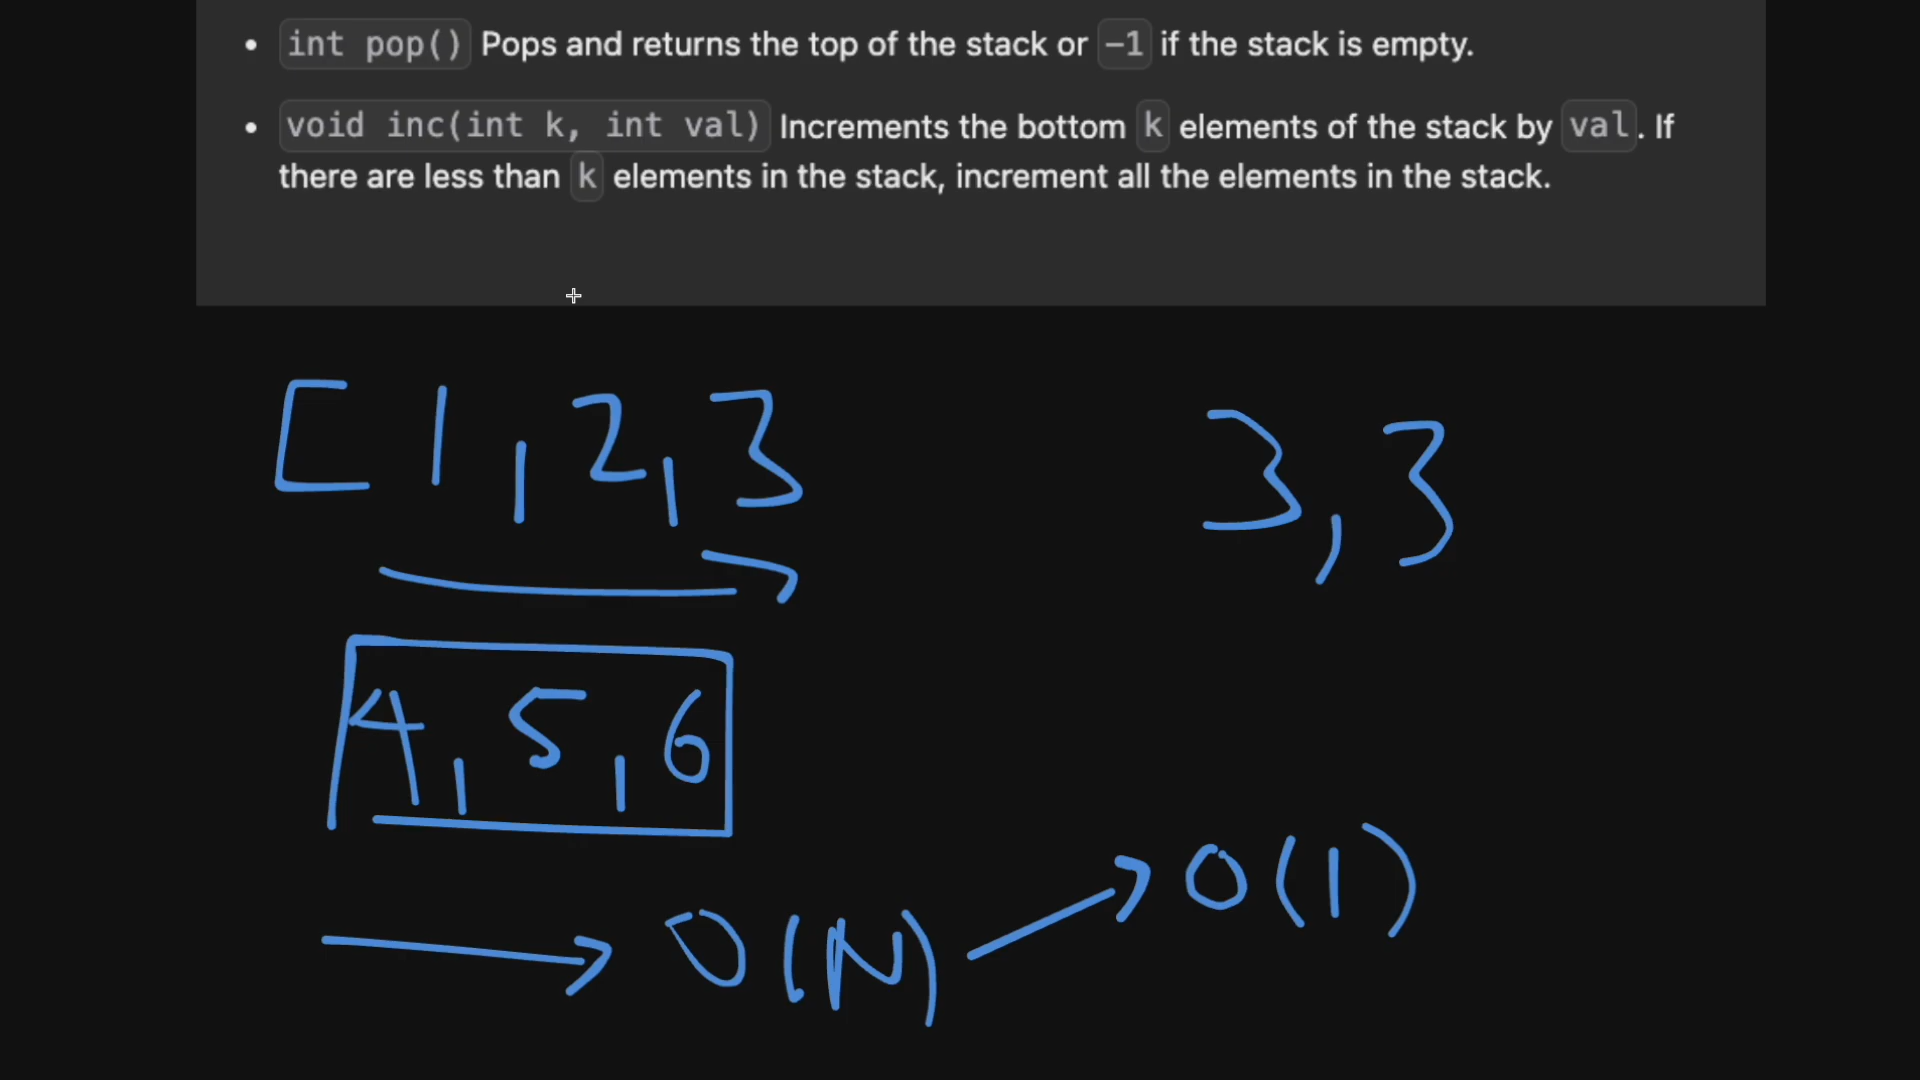 • int pop() Pops and returns the top of the stack or -1 if the stack is empty.
• void inc(int k, int val) Increments the bottom k elements of the stack by val. If
there are less than k elements in the stack, increment all the elements in the stack.
[1,2,3
3,3
4,5,6
O(1)
O(N)